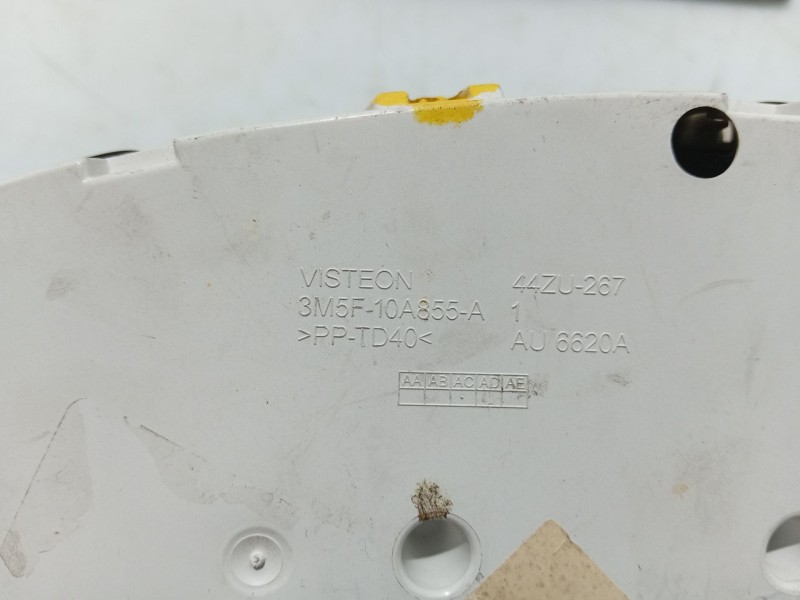 VISTEON 44ZU-267
3M5F-10A855-A 1
>PP-TD40< AU 6620A
AA AB AC AD AE